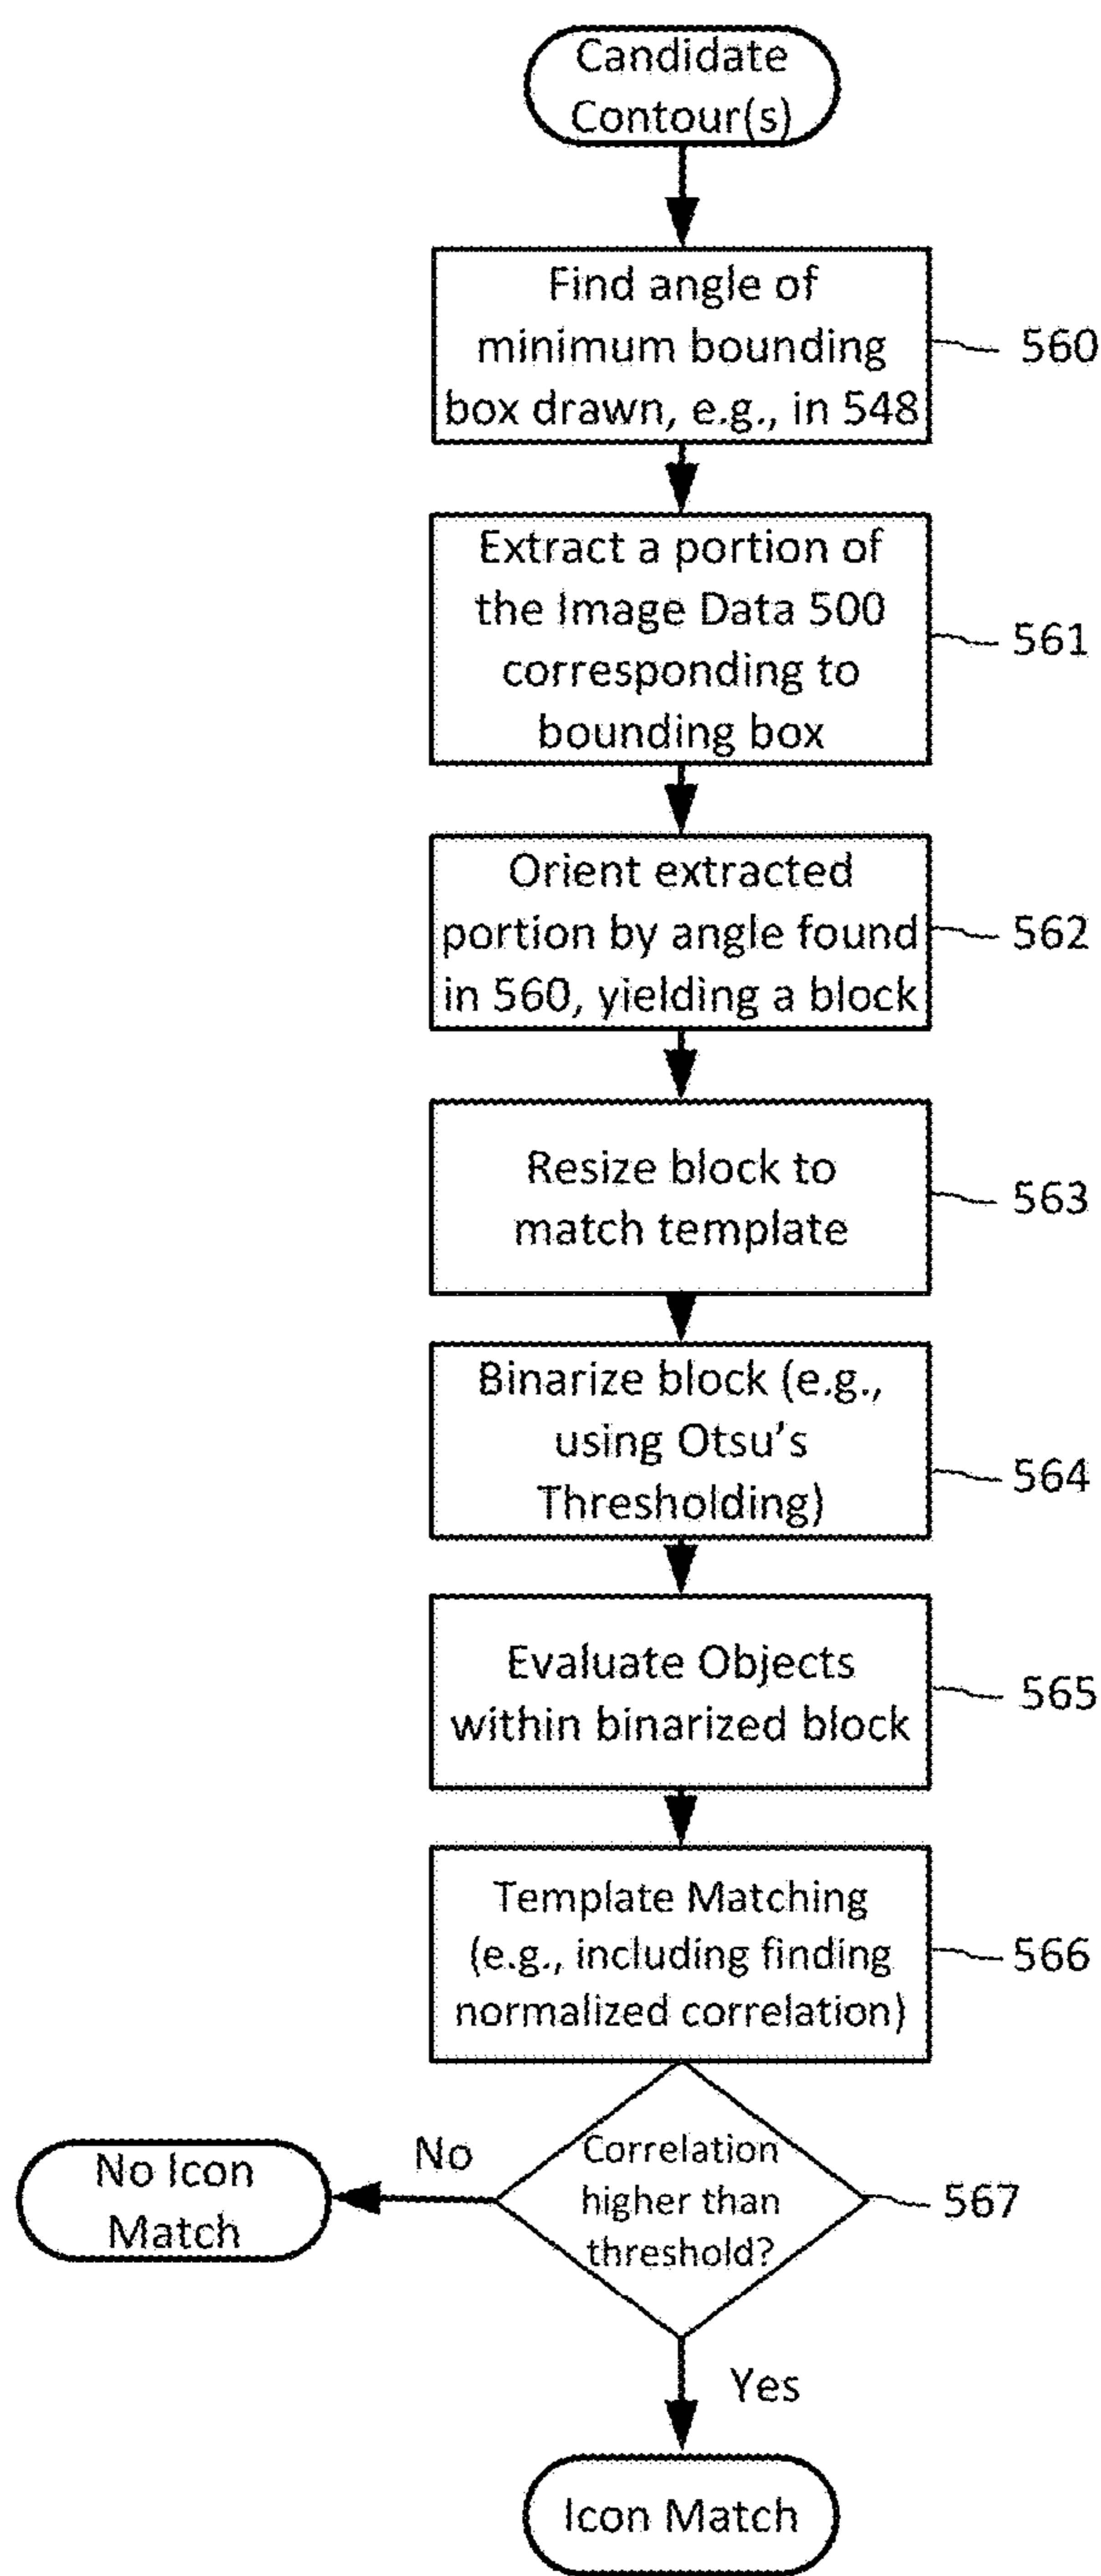 Candidate
Contour(s)
Find angle of
minimum bounding
box drawn, e.g., in 548
560
Extract a portion of
the Image Data 500
corresponding to
bounding box
561
Orient extracted
portion by angle found
in 560, yielding a block
562
Resize block to
match template
563
Binarize block (e.g.,
using Otsu's
Thresholding)
564
Evaluate Objects
within binarized block
565
Template Matching
(e.g., including finding
normalized correlation)
566
Correlation
higher than
threshold?
567
No
No Icon
Match
Yes
Icon Match